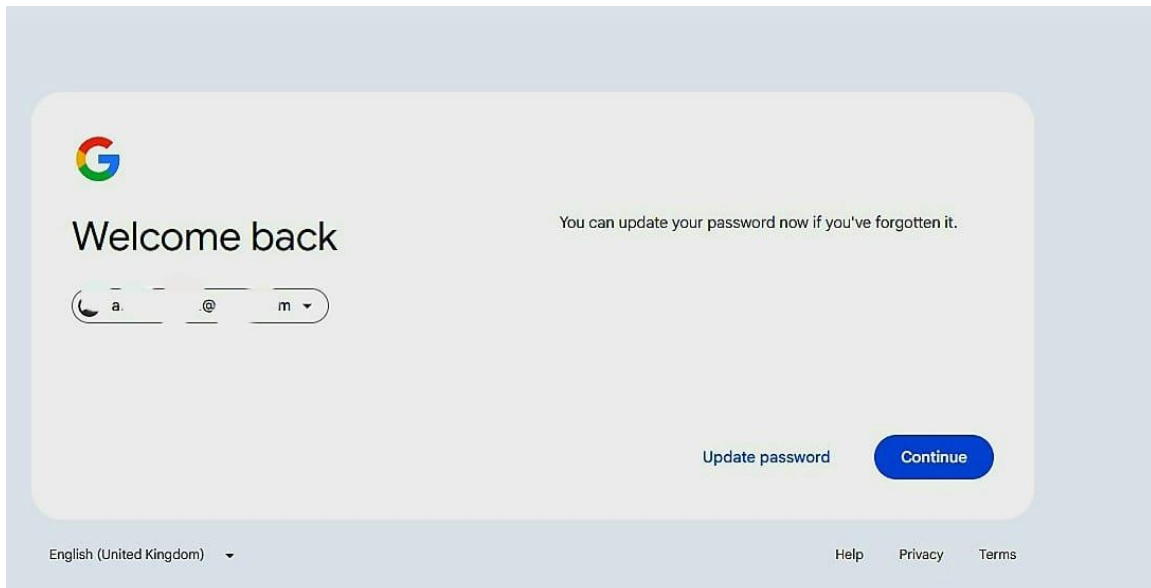 Welcome back
You can update your password now if you've forgotten it.
Update password
Continue
English (United Kingdom)
Help
Privacy
Terms